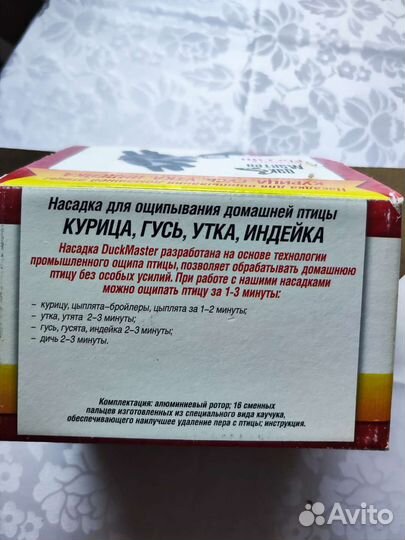 Насадка для ощипывания домашней птицы
КУРИЦА, ГУСЬ, УТКА, ИНДЕЙКА
Насадка DuckMaster разработана на основе технологии
промышленного ощипа птицы, позволяет обрабатывать домашнюю
птицу без особых усилий. При работе с нашими насадками
можно ощипать птицу за 1-3 минуты:
– курицу, цыплята-бройлеры, цыплята за 1–2 минуты;
– утка, утята 2–3 минуты;
– гусь, гусята, индейка 2–3 минуты;
– дичь 2–3 минуты.
Комплектация: алюминиевый ротор; 16 сменных
пальцев изготовленных из специального вида каучука,
обеспечивающего наилучшее удаление пера с птицы; инструкция.
Avito